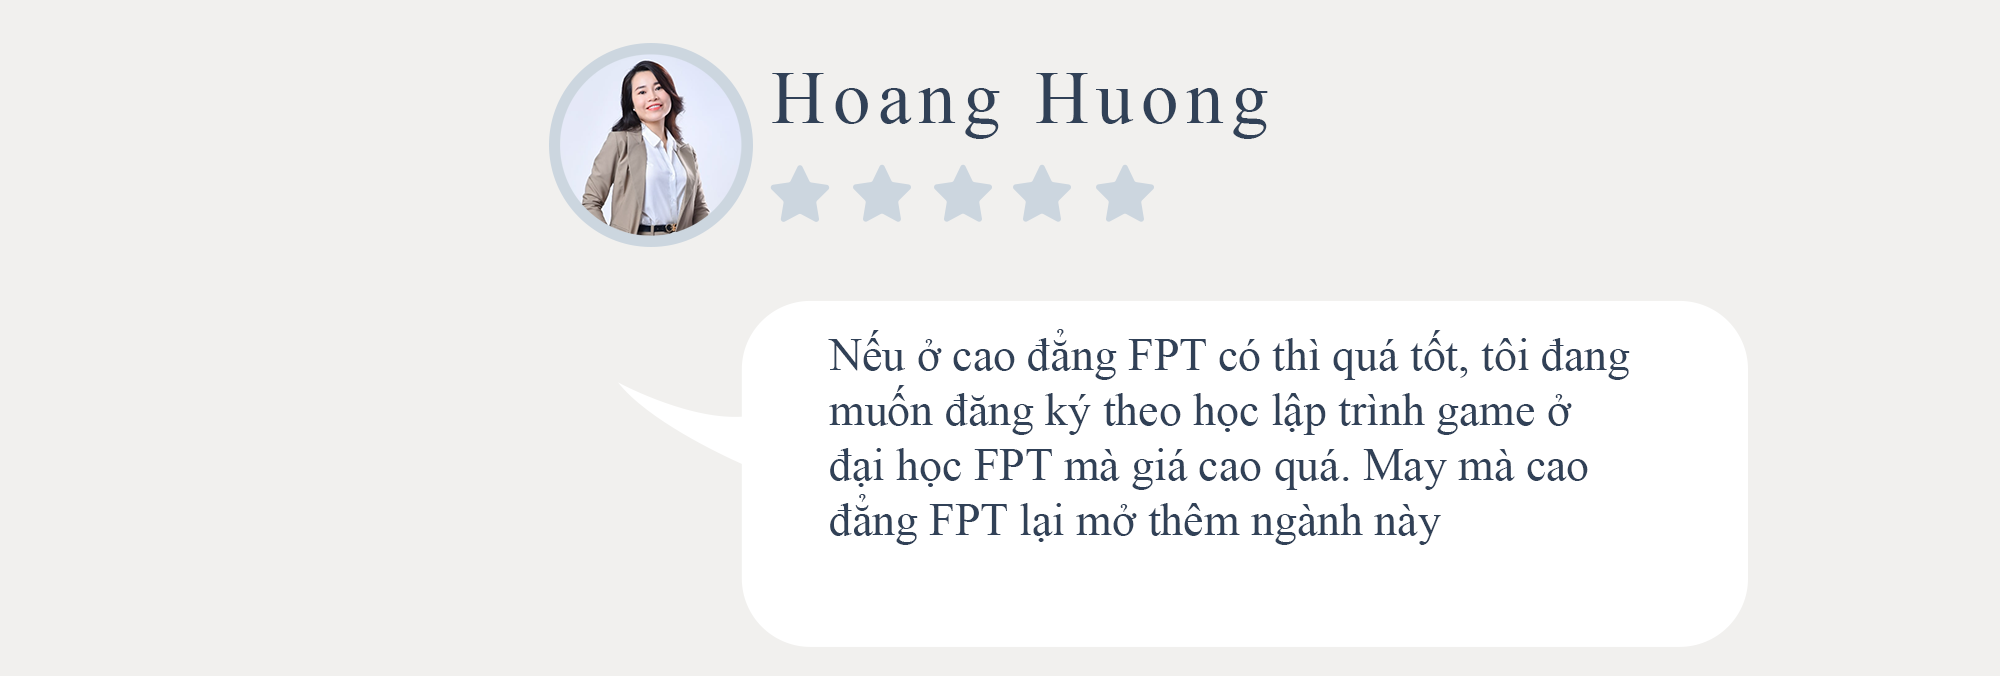 Hoang Huong
Nếu ở cao đẳng FPT có thì quá tốt, tôi đang
muốn đăng ký theo học lập trình game ở
đại học FPT mà giá cao quá. May mà cao
đẳng FPT lại mở thêm ngành này